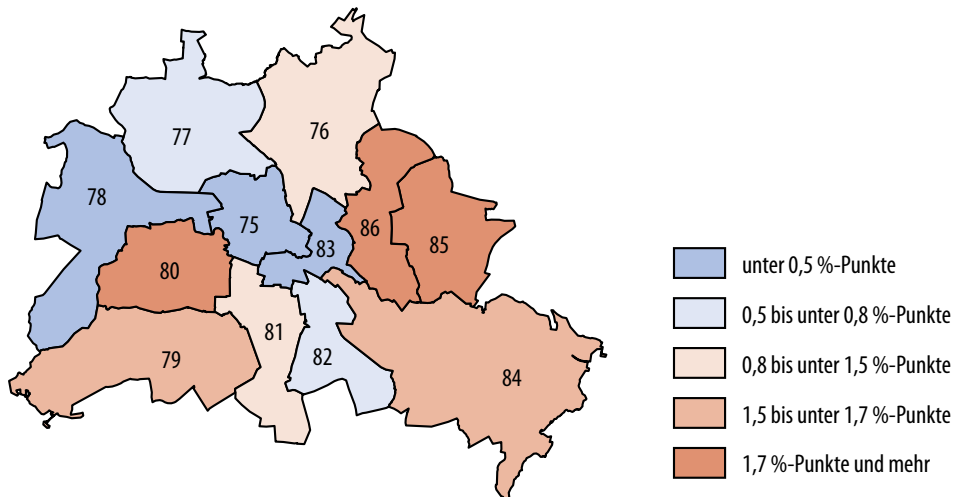 76
77
78
75
86
83
85
80
81
82
79
84
unter 0,5 %-Punkte
0,5 bis unter 0,8 %-Punkte
0,8 bis unter 1,5 %-Punkte
1,5 bis unter 1,7 %-Punkte
1,7 %-Punkte und mehr